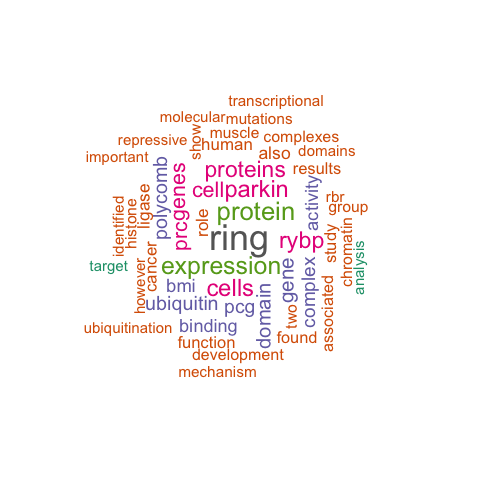 transcriptional
molecular
mutations
repressive
show
muscle
human
complexes
important
also
domains
polycomb
proteins
results
prc
genes
cell
parkin
activity
rbr
identified
histone
ligase
role
protein
group
ring
rybp
study
chromatin
analysis
target
however
cancer
expression
gene
complex
associated
bmi
cells
ubiquitin
pcg
domain
two
ubiquitination
binding
found
function
development
mechanism